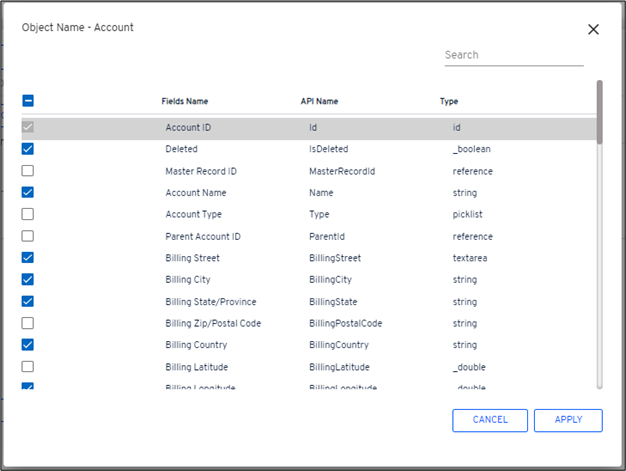 Object Name - Account
Search
Fields Name API Name Type
Account ID Id id
Deleted IsDeleted _boolean
Master Record ID MasterRecordId reference
Account Name Name string
Account Type Type picklist
Parent Account ID ParentId reference
Billing Street BillingStreet textarea
Billing City BillingCity string
Billing State/Province BillingState string
Billing Zip/Postal Code BillingPostalCode string
Billing Country BillingCountry string
Billing Latitude BillingLatitude _double
Billing Longitude BillingLongitude _double
CANCEL APPLY